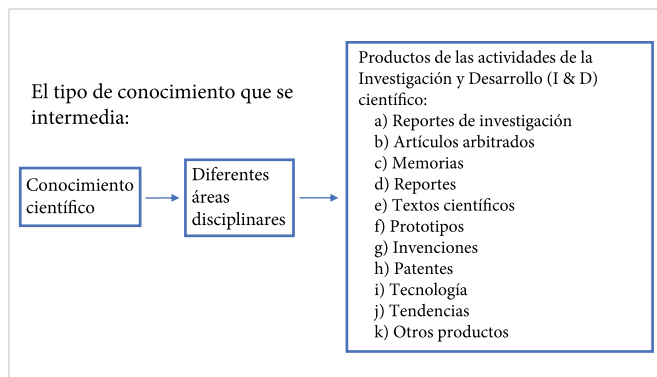 El tipo de conocimiento que se
intermedia:
Conocimiento
científico
Diferentes
áreas
disciplinares
Productos de las actividades de la
Investigación y Desarrollo (I & D)
científico:
a) Reportes de investigación
b) Artículos arbitrados
c) Memorias
d) Reportes
e) Textos científicos
f) Prototipos
g) Invenciones
h) Patentes
i) Tecnología
j) Tendencias
k) Otros productos